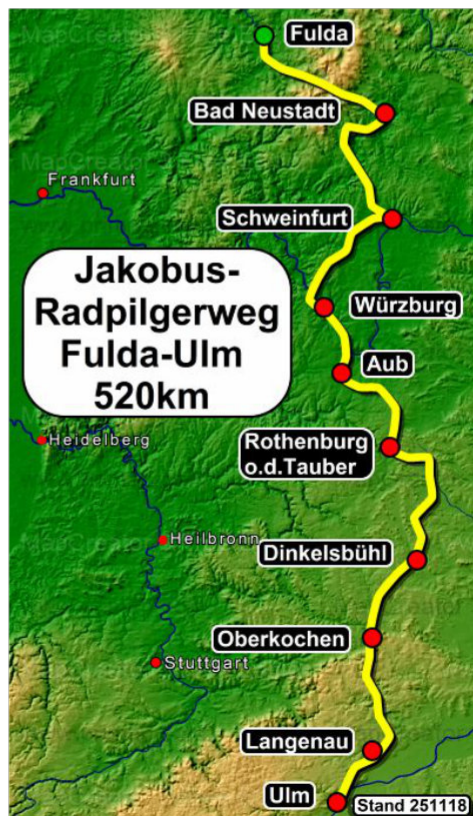 MapCreator
Fulda
Bad Neustadt
Frankfurt
Schweinfurt
Jakobus-
Radpilgerweg
Fulda-Ulm
520km
Würzburg
Aub
Heidelberg
Rothenburg
o.d.Tauber
Heilbronn
Dinkelsbühl
Oberkochen
Stuttgart
Langenau
Ulm
Stand 251118